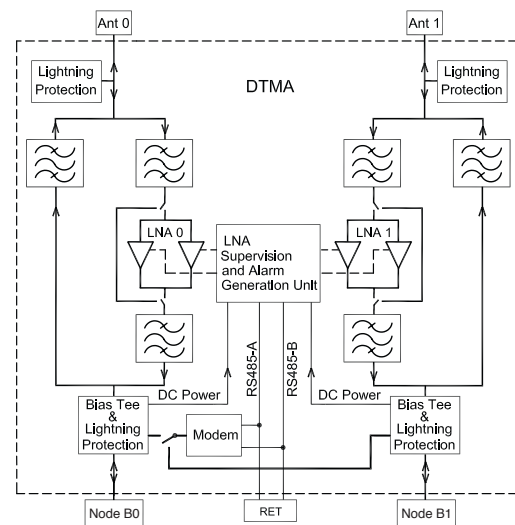 Ant 0
Ant 1
Lightning
Protection
DTMA
Lightning
Protection
LNA 0
LNA
Supervision
and Alarm
Generation Unit
LNA 1
RS485-A
RS485-B
DC Power
DC Power
Bias Tee
&
Lightning
Protection
Modem
Bias Tee
&
Lightning
Protection
Node B0
RET
Node B1